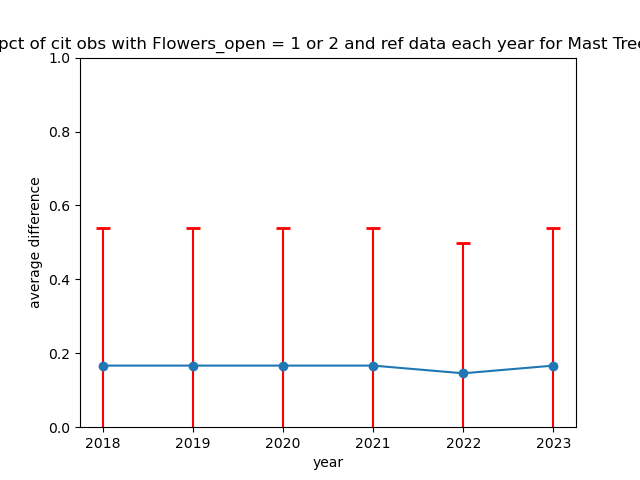 pct of cit obs with Flowers_open = 1 or 2 and ref data each year for Mast Tree
1.0
0.8
0.6
0.4
0.2
0.0
average difference
2018 2019 2020 2021 2022 2023
year